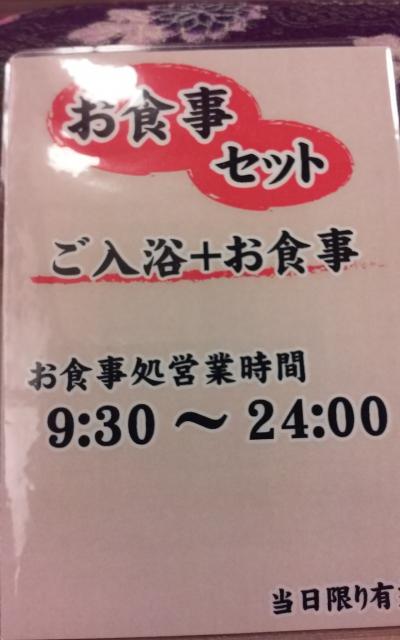 お食事
セット
ご入浴+お食事
お食事処営業時間
9:30 〜 24:00
当日限り有